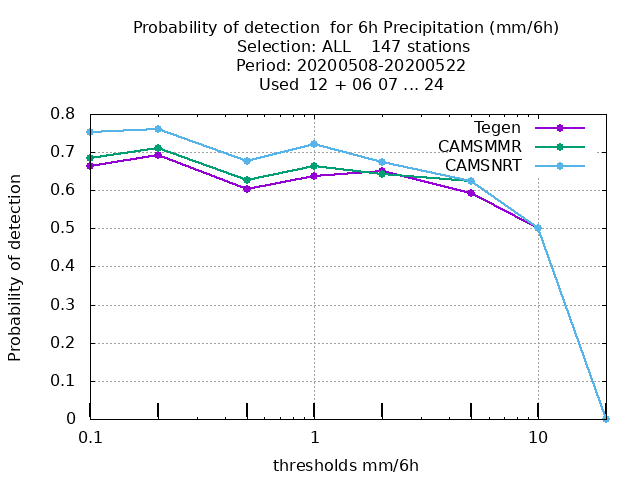 Probability of detection  for 6h Precipitation (mm/6h)
Selection: ALL    147 stations
Period: 20200508-20200522
Used  12 + 06 07 ... 24
Tegen
CAMSMMR
CAMSNRT
0.8
0.7
0.6
0.5
0.4
0.3
0.2
0.1
0
Probability of detection
0.1
1
10
thresholds mm/6h